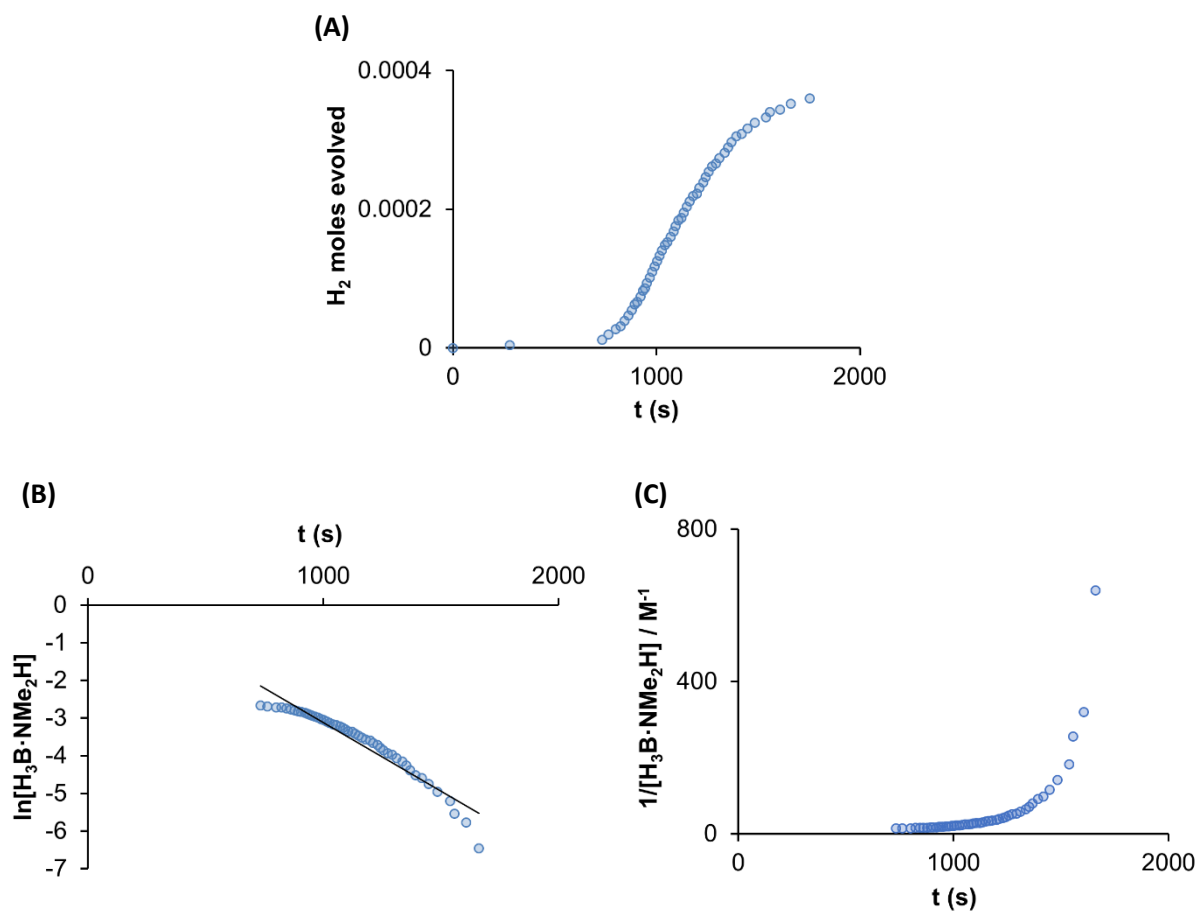 (A)
H₂ moles evolved
0.0004
0.0002
0
0
1000
2000
t (s)
(B)
t (s)
0
1000
2000
ln[H₃B·NMe₂H]
0
-1
-2
-3
-4
-5
-6
-7
(C)
1/[H₃B·NMe₂H] / M⁻¹
800
400
0
0
1000
2000
t (s)